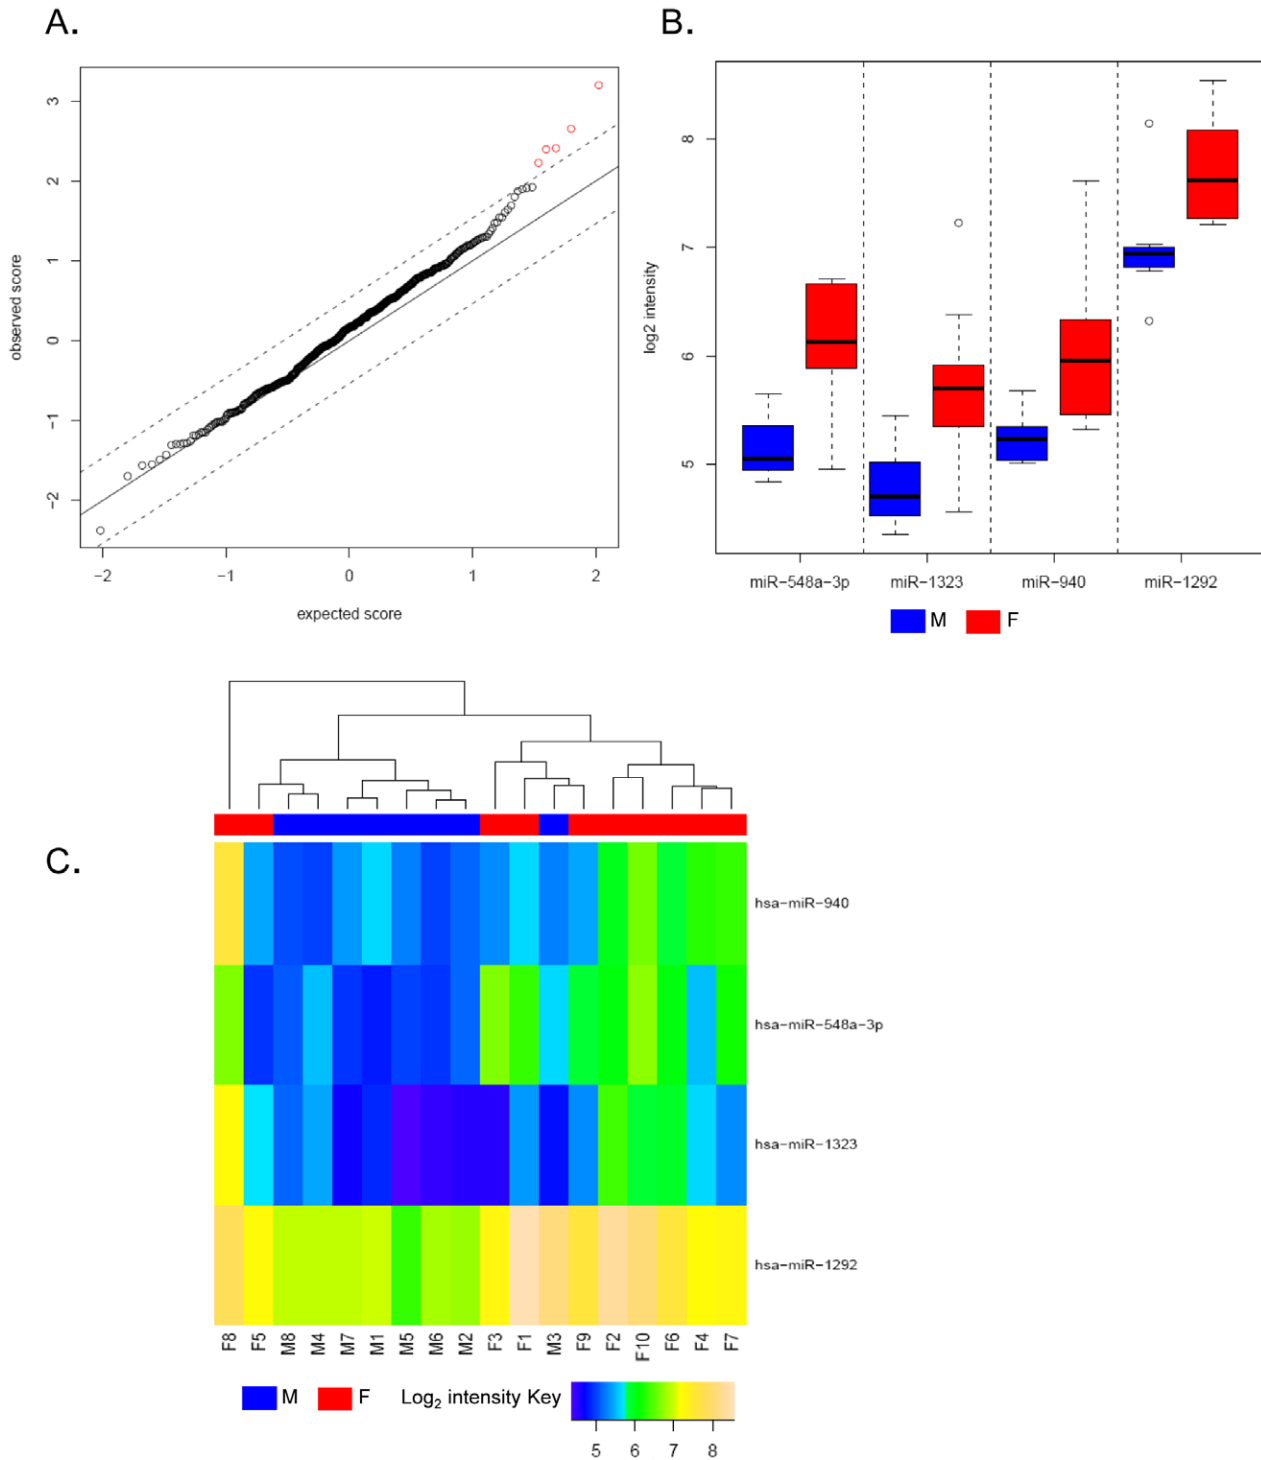 A.
B.
3
2
1
0
−1
−2
observed score
−2 −1 0 1 2
expected score
8
7
6
5
log2 intensity
miR−548a−3p miR−1323 miR−940 miR−1292
M F
C.
hsa−miR−940
hsa−miR−548a−3p
hsa−miR−1323
hsa−miR−1292
F8 F5 M8 M4 M7 M1 M5 M6 M2 F3 F1 M3 F9 F2 F10 F6 F4 F7
M F Log2 intensity Key
5 6 7 8